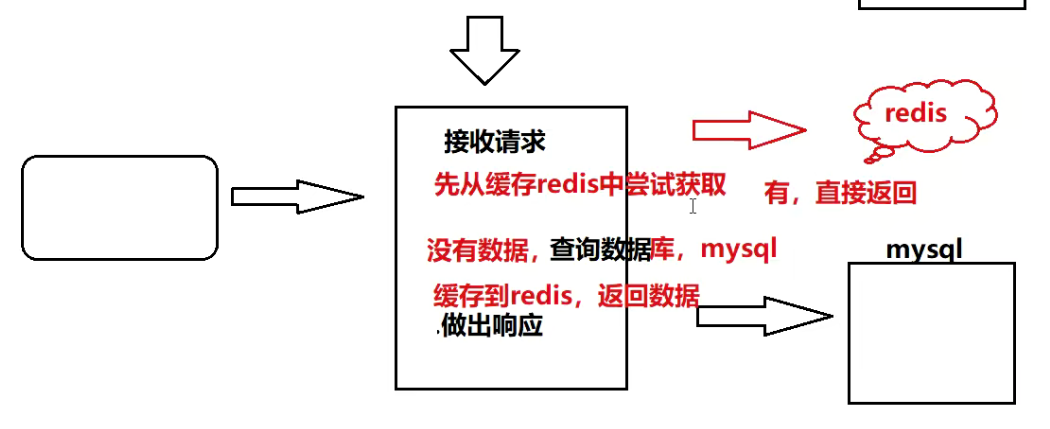 redis
接收请求
先从缓存redis中尝试获取
有，直接返回
没有数据，查询数据库，mysql
mysql
缓存到redis，返回数据
.做出响应